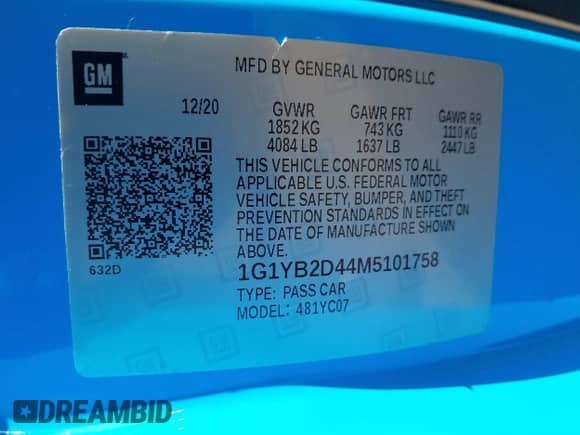 GM
MFD BY GENERAL MOTORS LLC
12/20 GVWR GAWR FRT GAWR RR
1852 KG 743 KG 1110 KG
4084 LB 1637 LB 2447 LB
THIS VEHICLE CONFORMS TO ALL
APPLICABLE U.S. FEDERAL MOTOR
VEHICLE SAFETY, BUMPER, AND THEFT
PREVENTION STANDARDS IN EFFECT ON
THE DATE OF MANUFACTURE SHOWN
ABOVE.
632D 1G1YB2D44M5101758
TYPE: PASS CAR
MODEL: 481YC07
DREAMBID